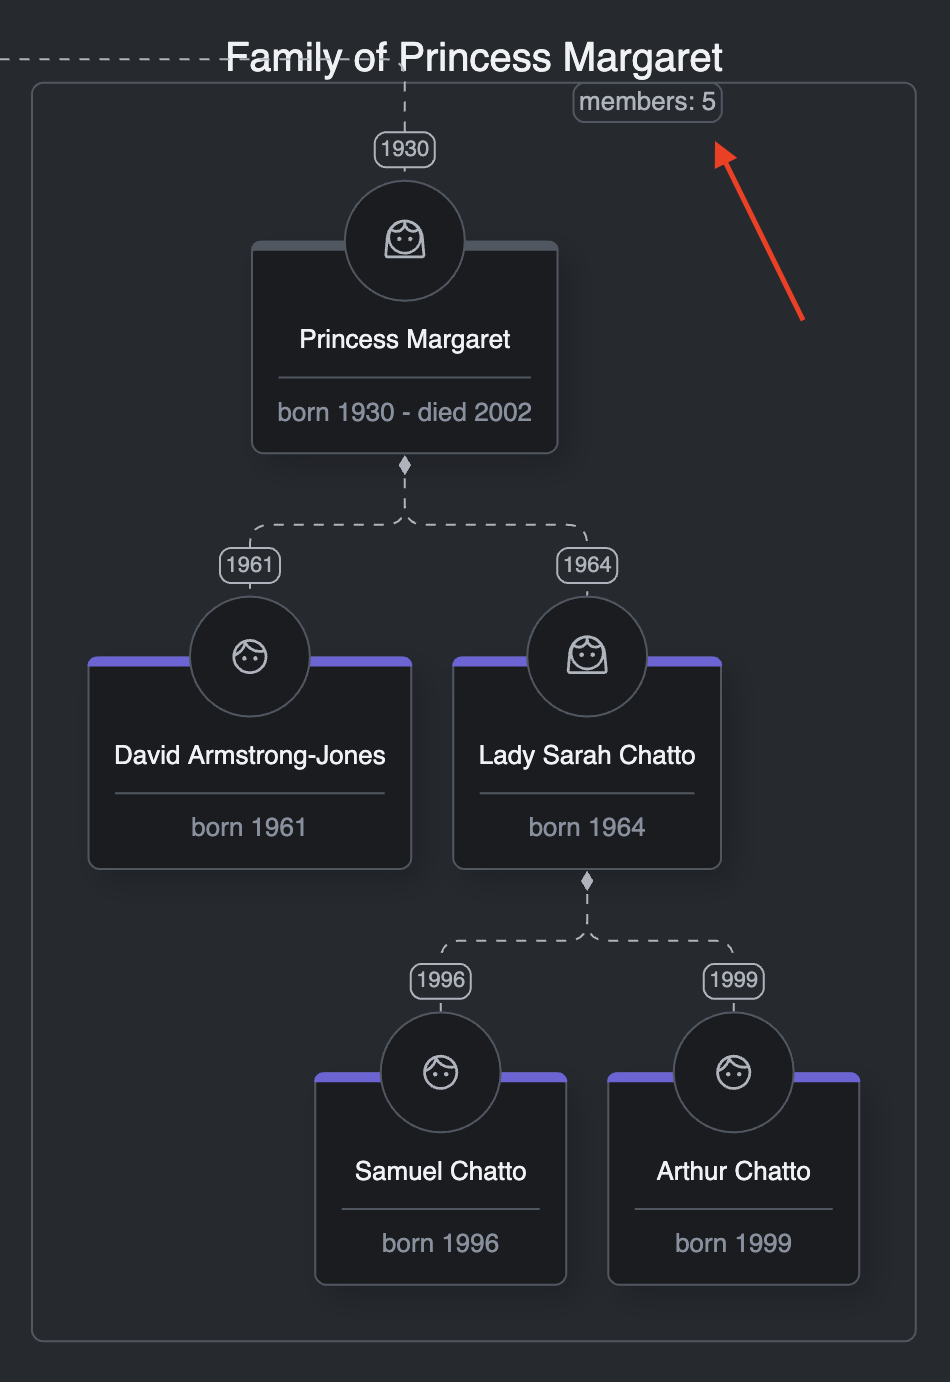 Family of Princess Margaret
members: 5
1930
Princess Margaret
born 1930 - died 2002
1961
1964
David Armstrong-Jones
born 1961
Lady Sarah Chatto
born 1964
1996
1999
Samuel Chatto
born 1996
Arthur Chatto
born 1999